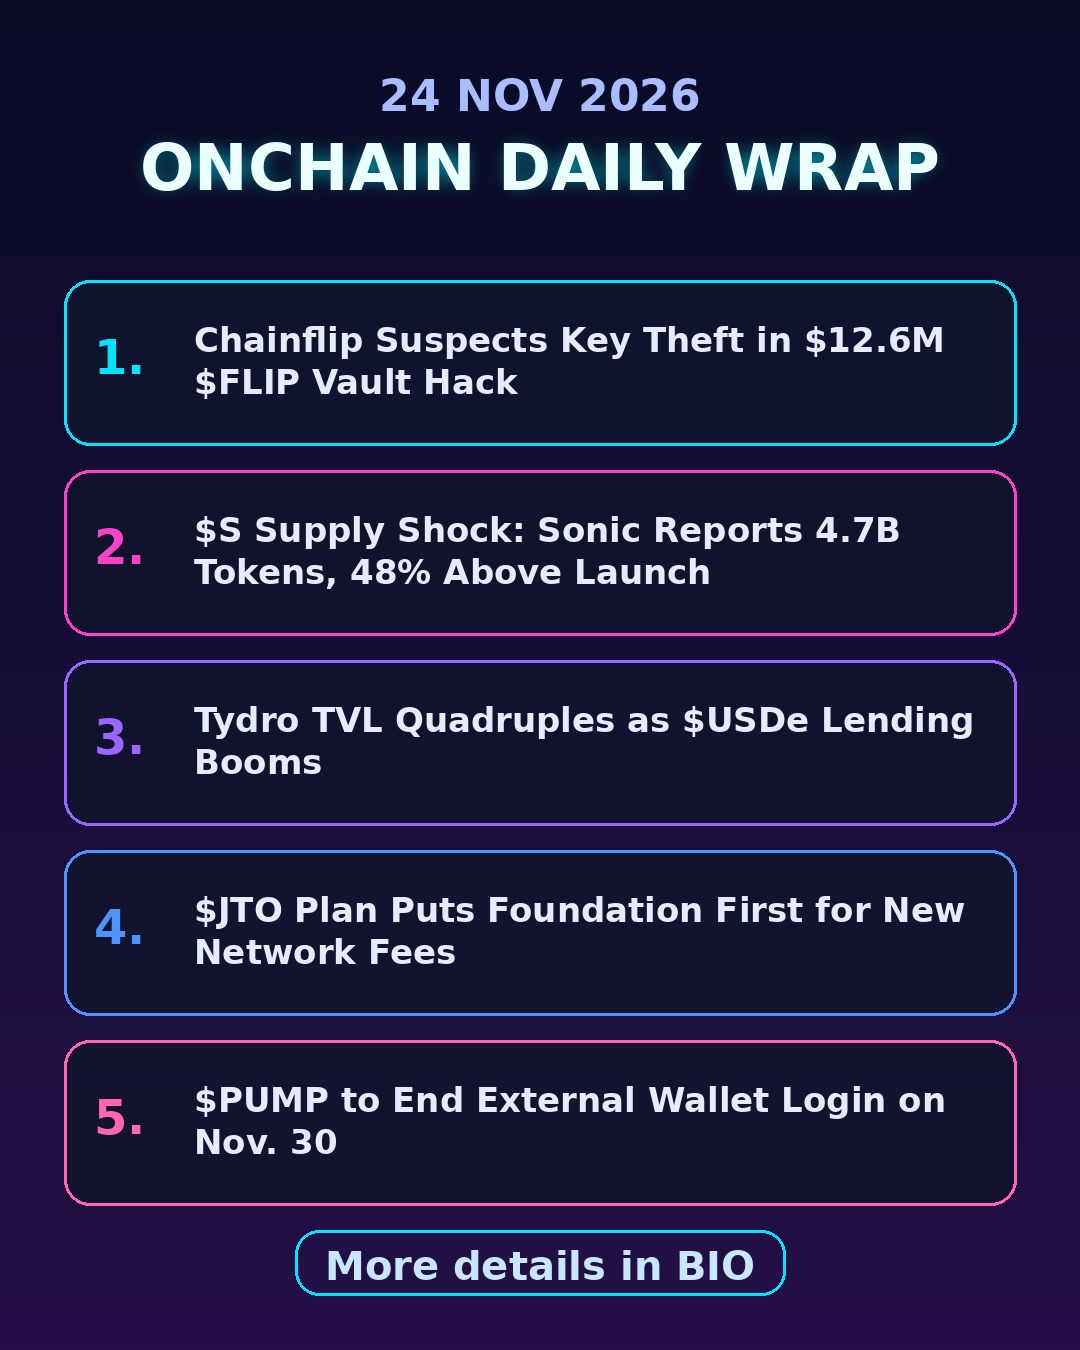 24 NOV 2026
ONCHAIN DAILY WRAP
1.
Chainflip Suspects Key Theft in $12.6M
$FLIP Vault Hack
2.
$S Supply Shock: Sonic Reports 4.7B
Tokens, 48% Above Launch
3.
Tydro TVL Quadruples as $USDe Lending
Booms
4.
$JTO Plan Puts Foundation First for New
Network Fees
5.
$PUMP to End External Wallet Login on
Nov. 30
More details in BIO